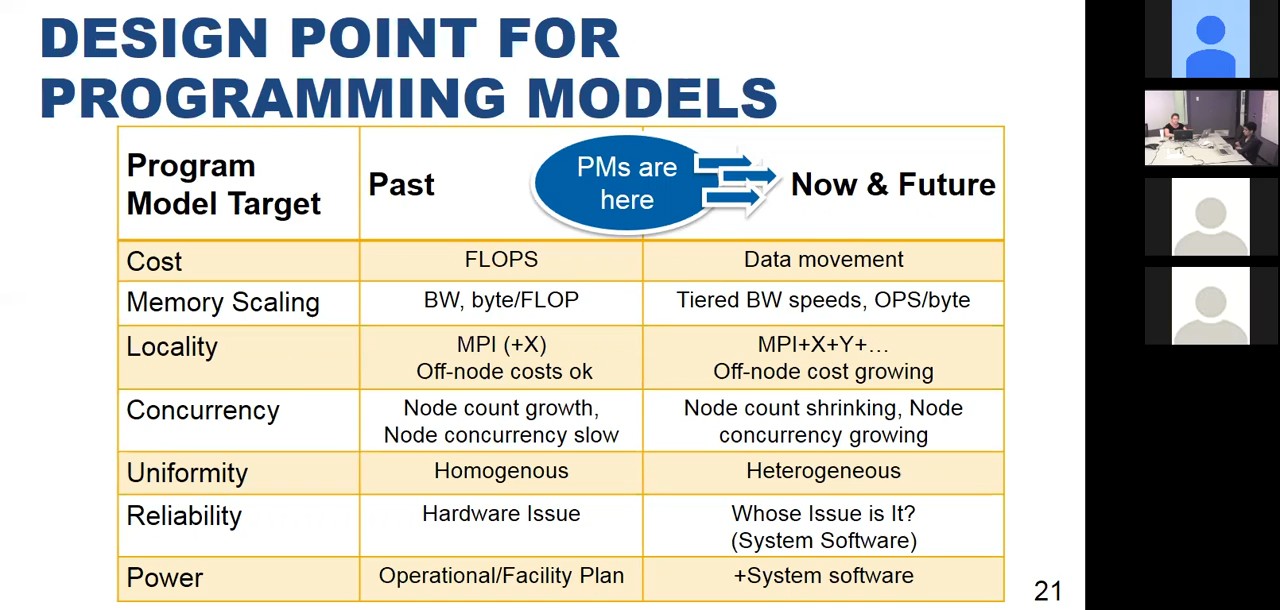 DESIGN POINT FOR
PROGRAMMING MODELS
Program
Model Target
Past
PMs are
here
Now & Future
Cost
FLOPS
Data movement
Memory Scaling
BW, byte/FLOP
Tiered BW speeds, OPS/byte
Locality
MPI (+X)
Off-node costs ok
MPI+X+Y+…
Off-node cost growing
Concurrency
Node count growth,
Node concurrency slow
Node count shrinking, Node
concurrency growing
Uniformity
Homogenous
Heterogeneous
Reliability
Hardware Issue
Whose Issue is It?
(System Software)
Power
Operational/Facility Plan
+System software
21